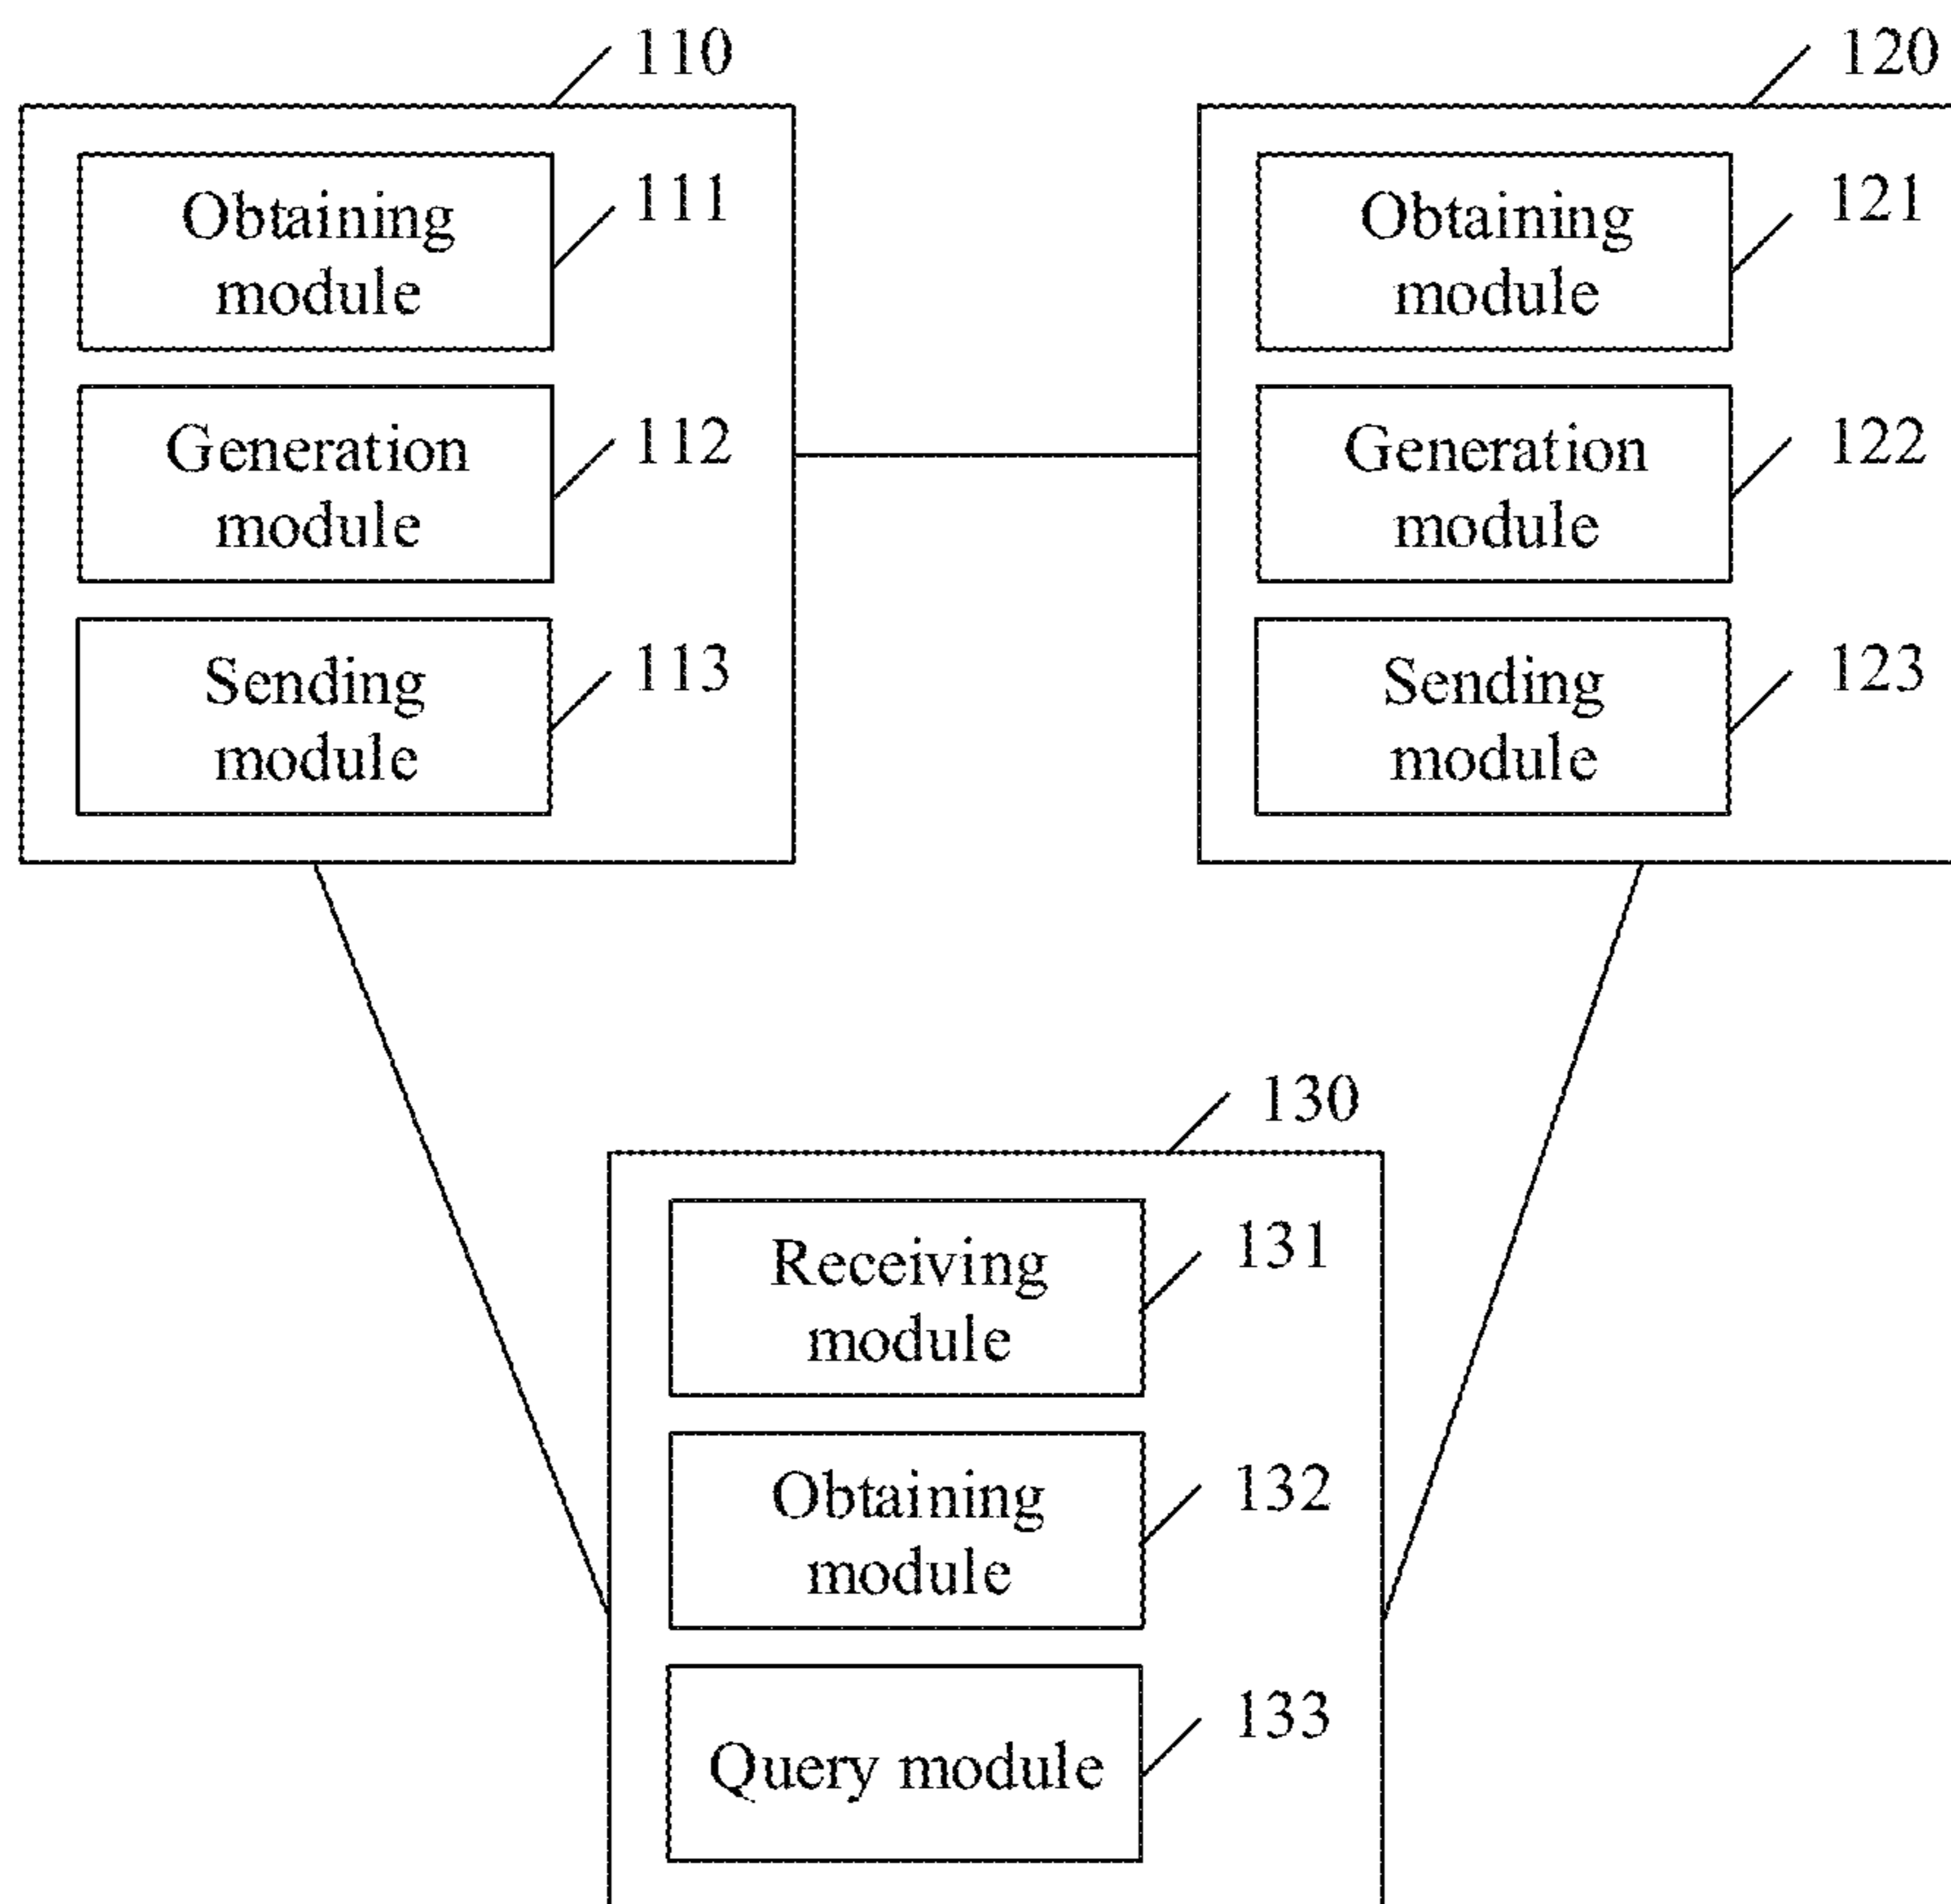 110
Obtaining
module
111
Generation
module
112
Sending
module
113
120
Obtaining
module
121
Generation
module
122
Sending
module
123
130
Receiving
module
131
Obtaining
module
132
Query module
133